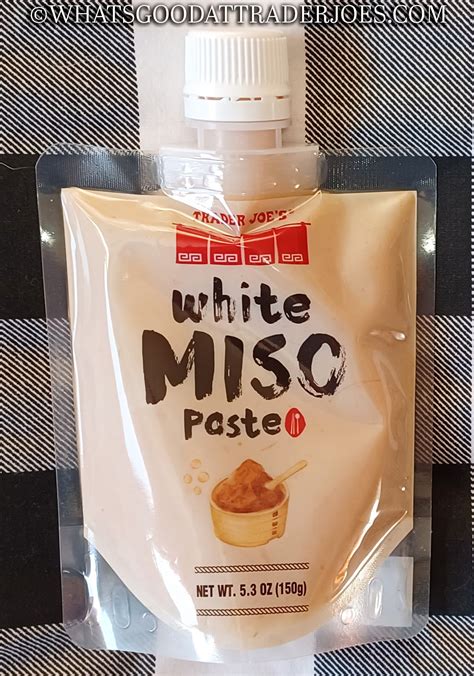 ©WHATSGOODATTRADERJOES.COM
TRADER JOE'S
white
MISO
Paste
NET WT. 5.3 OZ (150g)